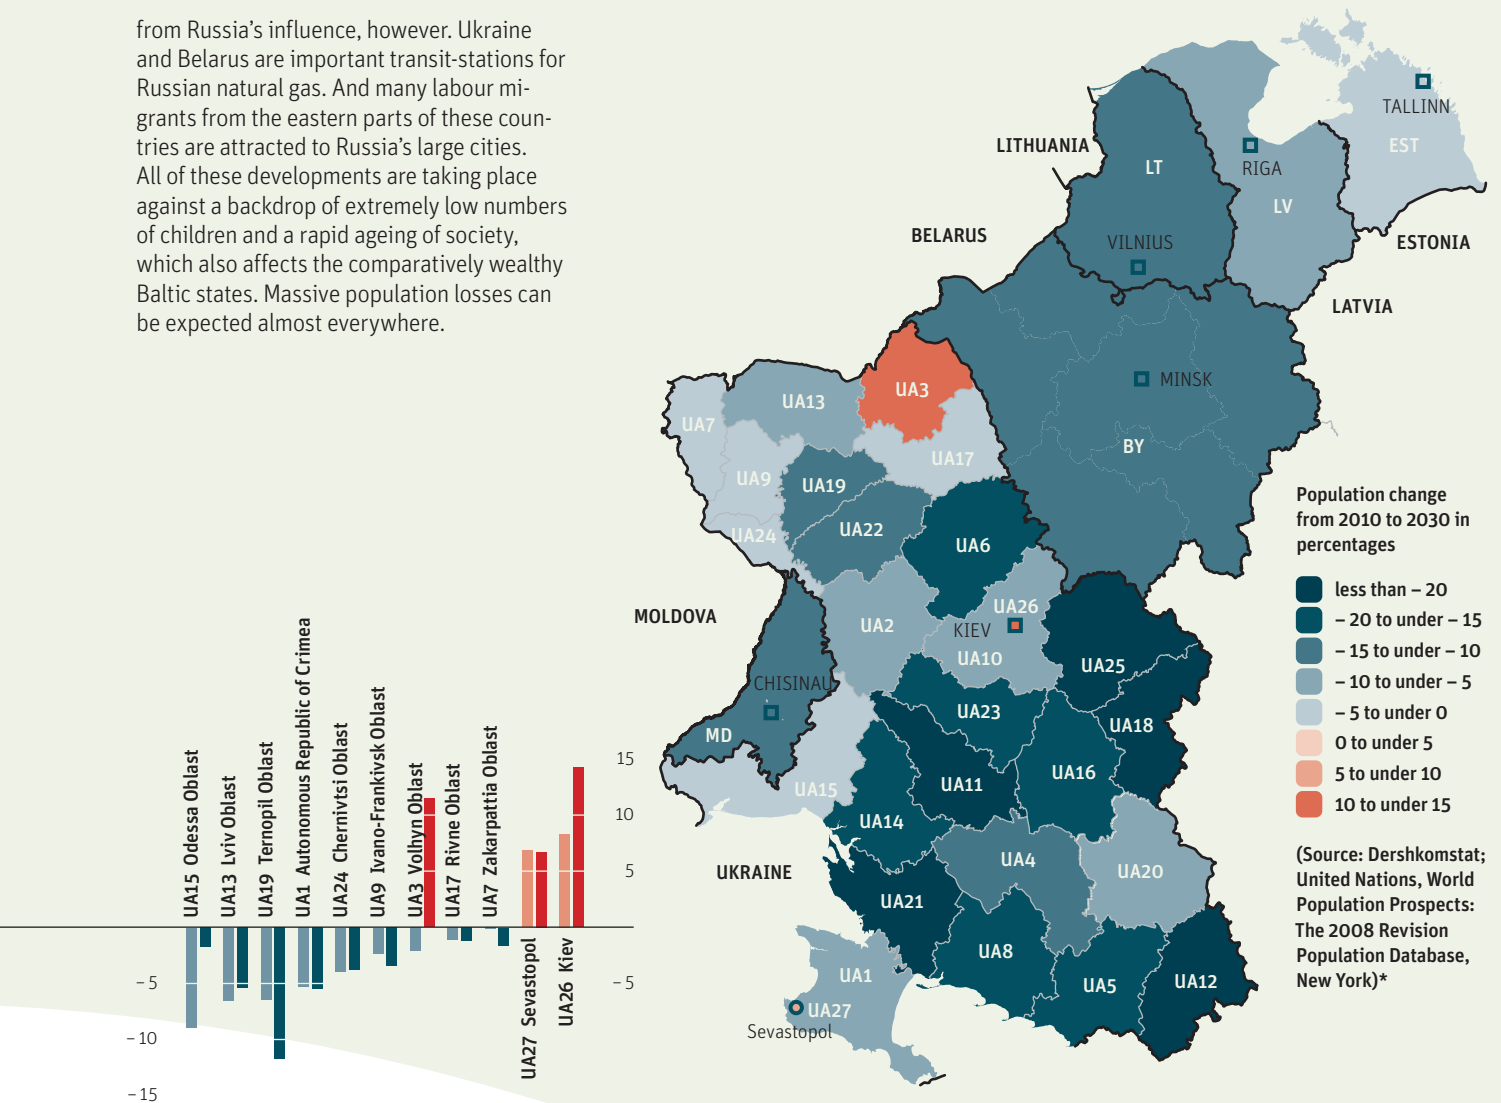 from Russia’s influence, however. Ukraine
and Belarus are important transit-stations for
Russian natural gas. And many labour mi-
grants from the eastern parts of these coun-
tries are attracted to Russia’s large cities.
All of these developments are taking place
against a backdrop of extremely low numbers
of children and a rapid ageing of society,
which also affects the comparatively wealthy
Baltic states. Massive population losses can
be expected almost everywhere.
TALLINN
EST
LITHUANIA
LT
RIGA
LV
BELARUS
VILNIUS
ESTONIA
LATVIA
MINSK
BY
UA3
UA13
UA7
UA17
UA9
UA19
UA24
UA22
UA6
MOLDOVA
UA26
UA2
KIEV
UA10
UA25
CHISINAU
UA23
UA18
MD
UA16
UA11
UA15
UA14
UA4
UA20
UKRAINE
UA21
UA8
UA1
UA5
UA12
UA27
Sevastopol
Population change
from 2010 to 2030 in
percentages
less than – 20
– 20 to under – 15
– 15 to under – 10
– 10 to under – 5
– 5 to under 0
0 to under 5
5 to under 10
10 to under 15
(Source: Dershkomstat;
United Nations, World
Population Prospects:
The 2008 Revision
Population Database,
New York)*
UA15 Odessa Oblast
UA13 Lviv Oblast
UA19 Ternopil Oblast
UA1 Autonomous Republic of Crimea
UA24 Chernivtsi Oblast
UA9 Ivano-Frankivsk Oblast
UA3 Volhyn Oblast
UA17 Rivne Oblast
UA7 Zakarpattia Oblast
UA27 Sevastopol
UA26 Kiev
15
10
5
– 5
– 5
– 10
– 15